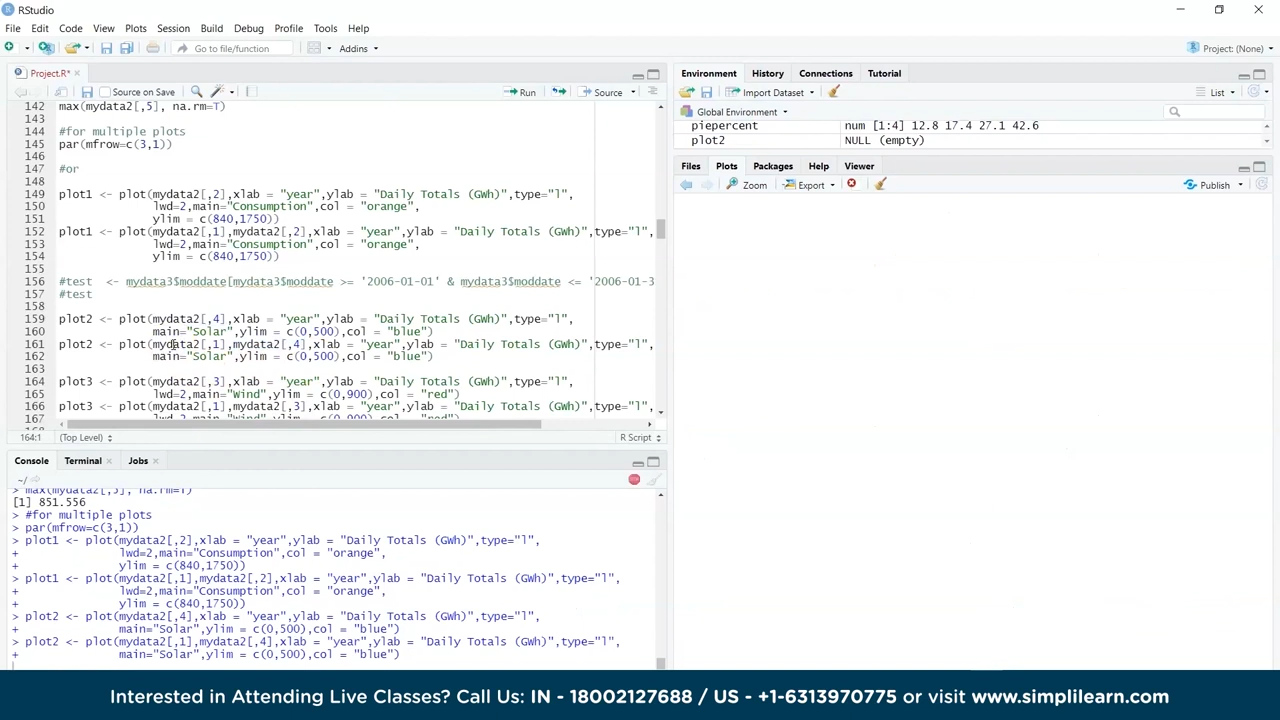 RStudio
File Edit Code View Plots Session Build Debug Profile Tools Help
Go to file/function Addins Project: (None)
Project.R*
Source on Save Run Source
142 max(mydata2[,5], na.rm=T)
143
144 #for multiple plots
145 par(mfrow=c(3,1))
146
147 #or
148
149 plot1 <- plot(mydata2[,2],xlab = "year",ylab = "Daily Totals (GWh)",type="l",
150 lwd=2,main="Consumption",col = "orange",
151 ylim = c(840,1750))
152 plot1 <- plot(mydata2[,1],mydata2[,2],xlab = "year",ylab = "Daily Totals (GWh)",type="l",
153 lwd=2,main="Consumption",col = "orange",
154 ylim = c(840,1750))
155
156 #test <- mydata3$moddate[mydata3$moddate >= '2006-01-01' & mydata3$moddate <= '2006-01-3
157 #test
158
159 plot2 <- plot(mydata2[,4],xlab = "year",ylab = "Daily Totals (GWh)",type="l",
160 main="Solar",ylim = c(0,500),col = "blue")
161 plot2 <- plot(mydata2[,1],mydata2[,4],xlab = "year",ylab = "Daily Totals (GWh)",type="l",
162 main="Solar",ylim = c(0,500),col = "blue")
163
164 plot3 <- plot(mydata2[,3],xlab = "year",ylab = "Daily Totals (GWh)",type="l",
165 lwd=2,main="Wind",ylim = c(0,900),col = "red")
166 plot3 <- plot(mydata2[,1],mydata2[,3],xlab = "year",ylab = "Daily Totals (GWh)",type="l",
167 lwd=2,main="Wind",ylim = c(0,900),col = "red")
168
164:1 (Top Level) R Script
Console Terminal Jobs
~/
> max(mydata2[,5], na.rm=T)
[1] 851.556
> #for multiple plots
> par(mfrow=c(3,1))
> plot1 <- plot(mydata2[,2],xlab = "year",ylab = "Daily Totals (GWh)",type="l",
+ lwd=2,main="Consumption",col = "orange",
+ ylim = c(840,1750))
> plot1 <- plot(mydata2[,1],mydata2[,2],xlab = "year",ylab = "Daily Totals (GWh)",type="l",
+ lwd=2,main="Consumption",col = "orange",
+ ylim = c(840,1750))
> plot2 <- plot(mydata2[,4],xlab = "year",ylab = "Daily Totals (GWh)",type="l",
+ main="Solar",ylim = c(0,500),col = "blue")
> plot2 <- plot(mydata2[,1],mydata2[,4],xlab = "year",ylab = "Daily Totals (GWh)",type="l",
+ main="Solar",ylim = c(0,500),col = "blue")
Environment History Connections Tutorial
Import Dataset List
Global Environment
piepercent num [1:4] 12.8 17.4 27.1 42.6
plot2 NULL (empty)
Files Plots Packages Help Viewer
Zoom Export Publish
Interested in Attending Live Classes? Call Us: IN - 18002127688 / US - +1-6313970775 or visit www.simplilearn.com